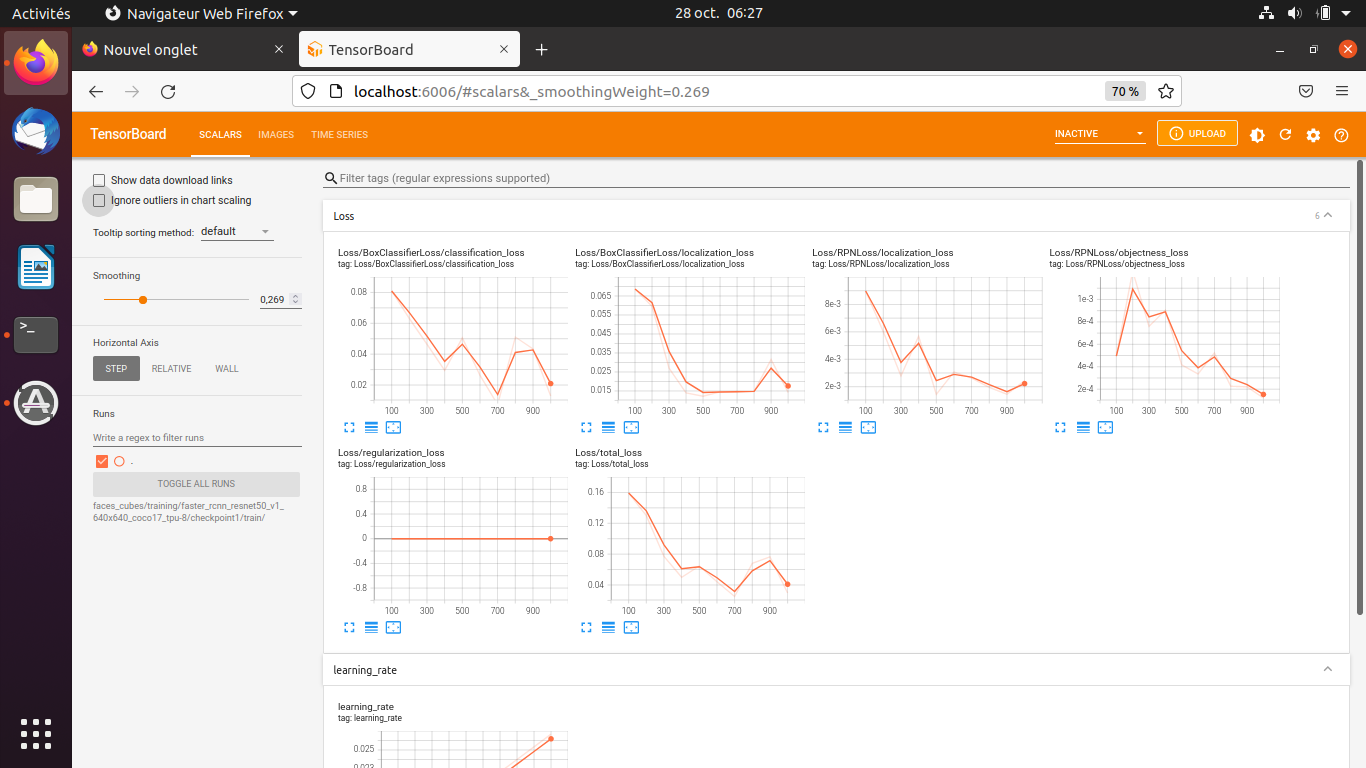 Activités
Navigateur Web Firefox
28 oct. 06:27
Nouvel onglet
TensorBoard
localhost:6006/#scalars&_smoothingWeight=0.269
70 %
TensorBoard
SCALARS
IMAGES
TIME SERIES
INACTIVE
UPLOAD
Show data download links
Ignore outliers in chart scaling
Tooltip sorting method:
default
Smoothing
0,269
Horizontal Axis
STEP
RELATIVE
WALL
Runs
Write a regex to filter runs
.
TOGGLE ALL RUNS
faces_cubes/training/faster_rcnn_resnet50_v1_
640x640_coco17_tpu-8/checkpoint1/train/
Filter tags (regular expressions supported)
Loss
6
Loss/BoxClassifierLoss/classification_loss
tag: Loss/BoxClassifierLoss/classification_loss
0.08
0.06
0.04
0.02
100 300 500 700 900
Loss/BoxClassifierLoss/localization_loss
tag: Loss/BoxClassifierLoss/localization_loss
0.065
0.055
0.045
0.035
0.025
0.015
100 300 500 700 900
Loss/RPNLoss/localization_loss
tag: Loss/RPNLoss/localization_loss
8e-3
6e-3
4e-3
2e-3
100 300 500 700 900
Loss/RPNLoss/objectness_loss
tag: Loss/RPNLoss/objectness_loss
1e-3
8e-4
6e-4
4e-4
2e-4
100 300 500 700 900
Loss/regularization_loss
tag: Loss/regularization_loss
0.8
0.4
0
-0.4
-0.8
100 300 500 700 900
Loss/total_loss
tag: Loss/total_loss
0.16
0.12
0.08
0.04
100 300 500 700 900
learning_rate
learning_rate
tag: learning_rate
0.025
0.023